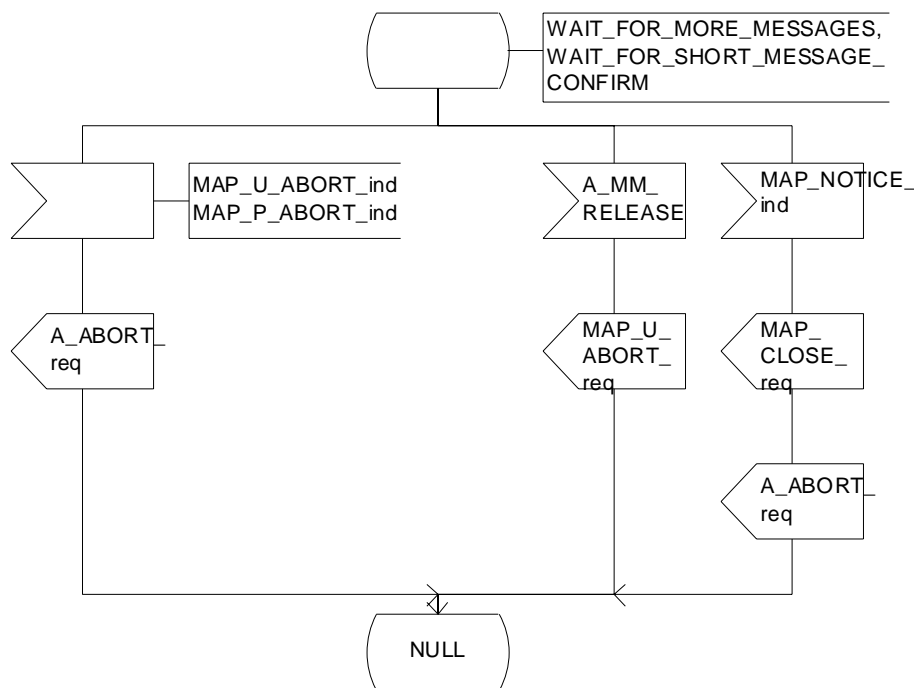 WAIT_FOR_MORE_MESSAGES,
WAIT_FOR_SHORT_MESSAGE_
CONFIRM
MAP_U_ABORT_ind
MAP_P_ABORT_ind
A_MM_
RELEASE
MAP_NOTICE_
ind
A_ABORT_
req
MAP_U_
ABORT_
req
MAP_
CLOSE_
req
A_ABORT_
req
NULL